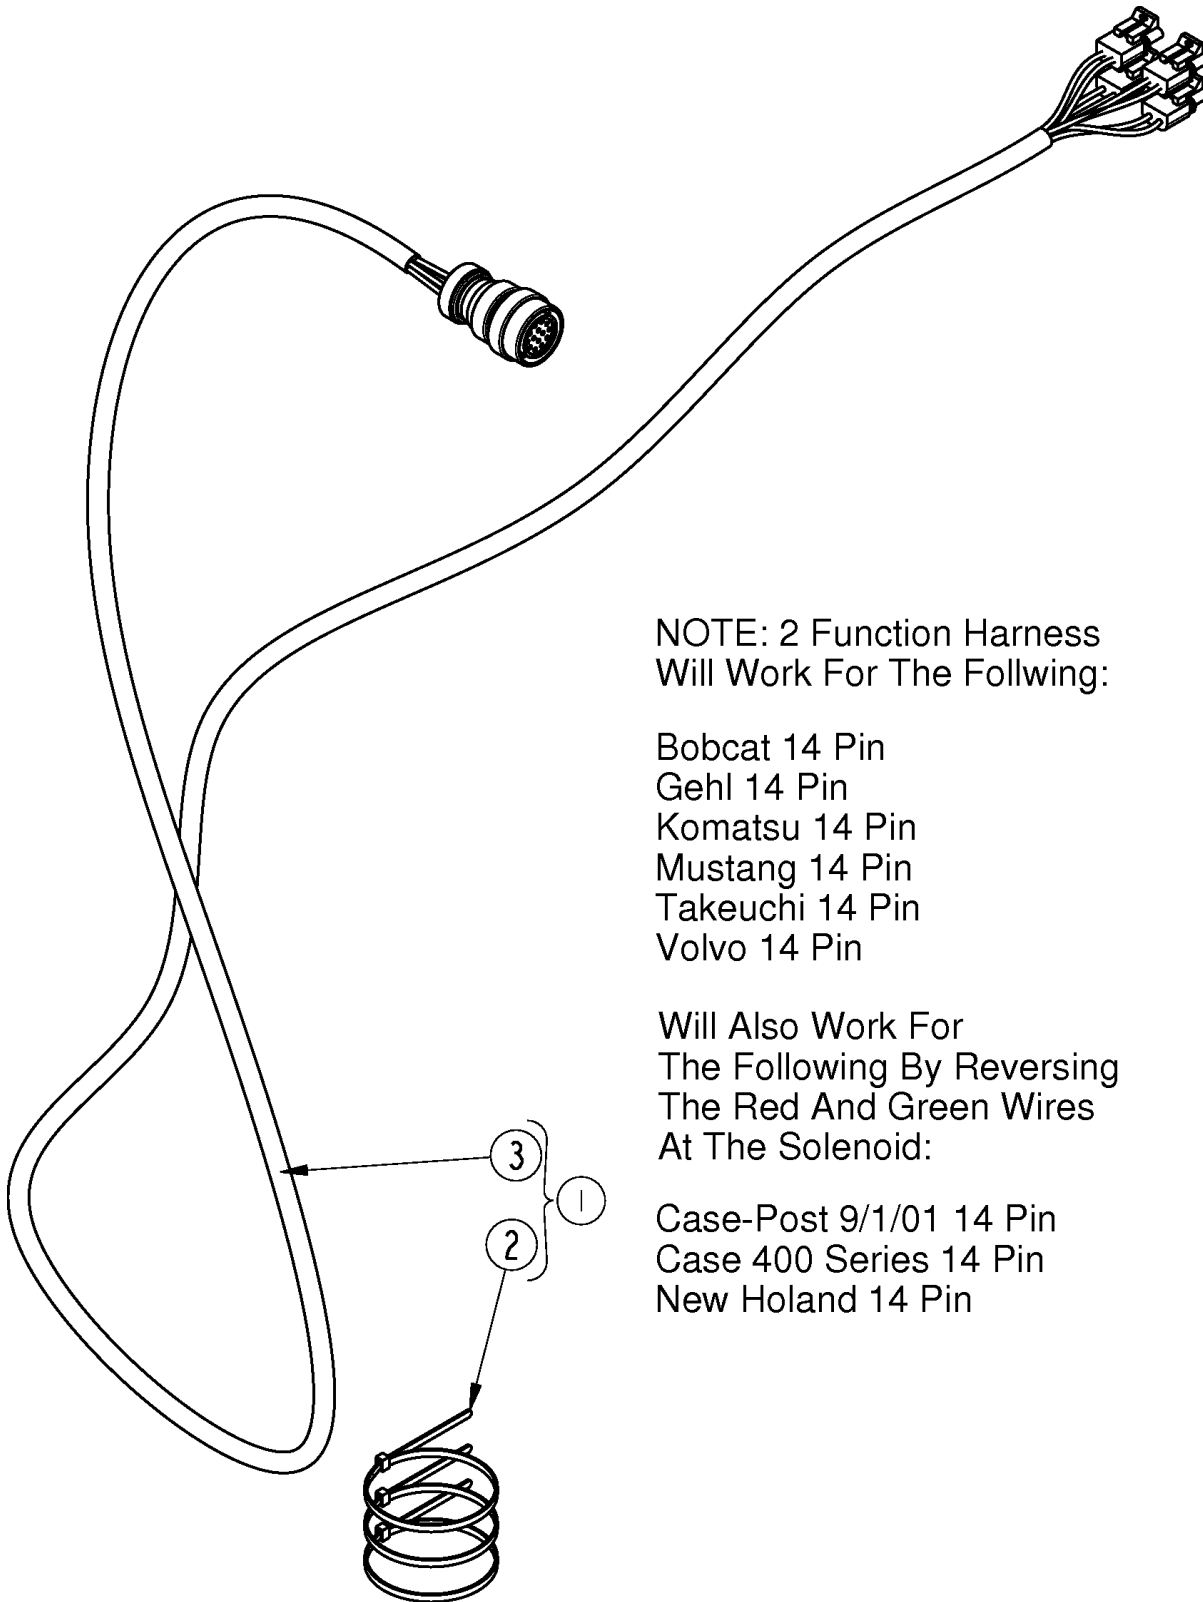 NOTE: 2 Function Harness
Will Work For The Follwing:
Bobcat 14 Pin
Gehl 14 Pin
Komatsu 14 Pin
Mustang 14 Pin
Takeuchi 14 Pin
Volvo 14 Pin
Will Also Work For
The Following By Reversing
The Red And Green Wires
At The Solenoid:
3
1
2
Case-Post 9/1/01 14 Pin
Case 400 Series 14 Pin
New Holand 14 Pin